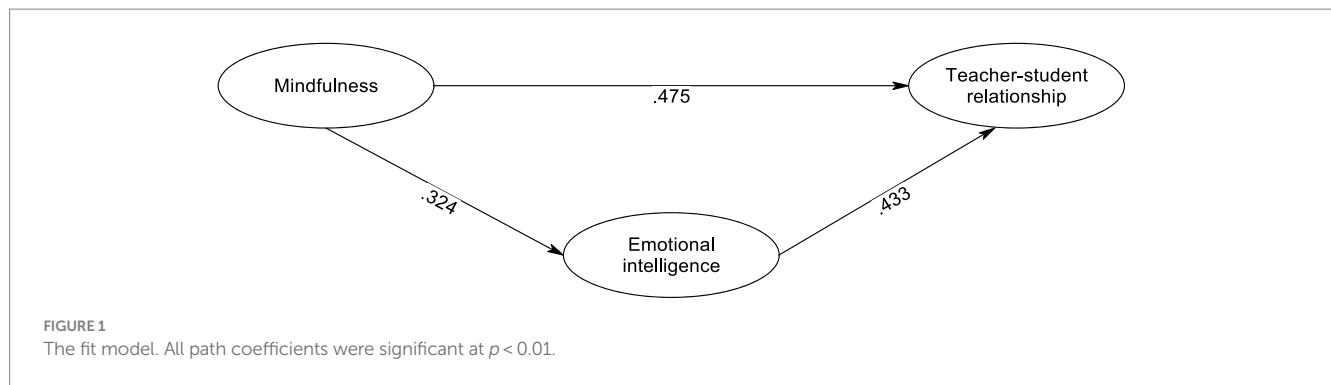 Mindfulness
Teacher-student
relationship
.475
.324
.433
Emotional
intelligence
FIGURE 1
The fit model. All path coefficients were significant at p < 0.01.